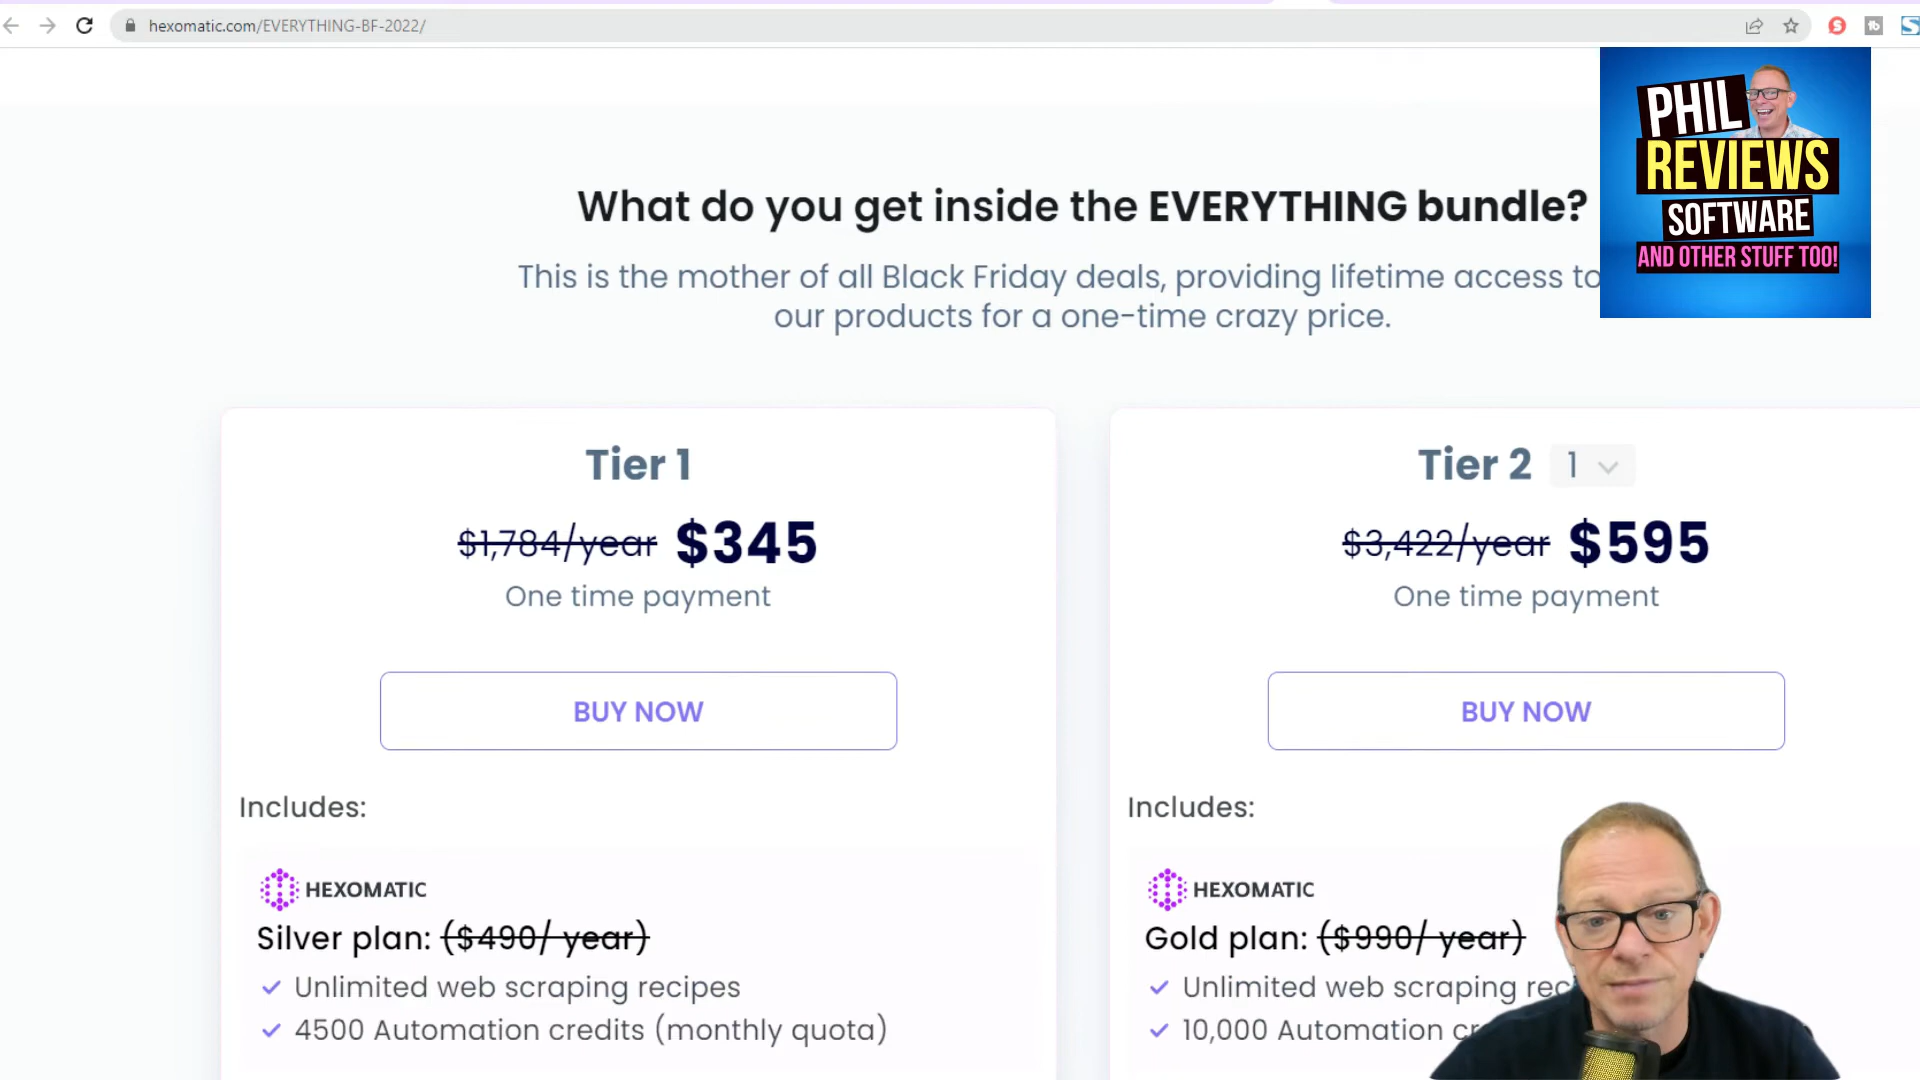 hexomatic.com/EVERYTHING-BF-2022/
PHIL
REVIEWS
SOFTWARE
AND OTHER STUFF TOO!
What do you get inside the EVERYTHING bundle?
This is the mother of all Black Friday deals, providing lifetime access to
our products for a one-time crazy price.
Tier 1
$1,784/year $345
One time payment
BUY NOW
Includes:
HEXOMATIC
Silver plan: ($490/ year)
Unlimited web scraping recipes
4500 Automation credits (monthly quota)
Tier 2 1
$3,422/year $595
One time payment
BUY NOW
Includes:
HEXOMATIC
Gold plan: ($990/ year)
Unlimited web scraping
10,000 Automation